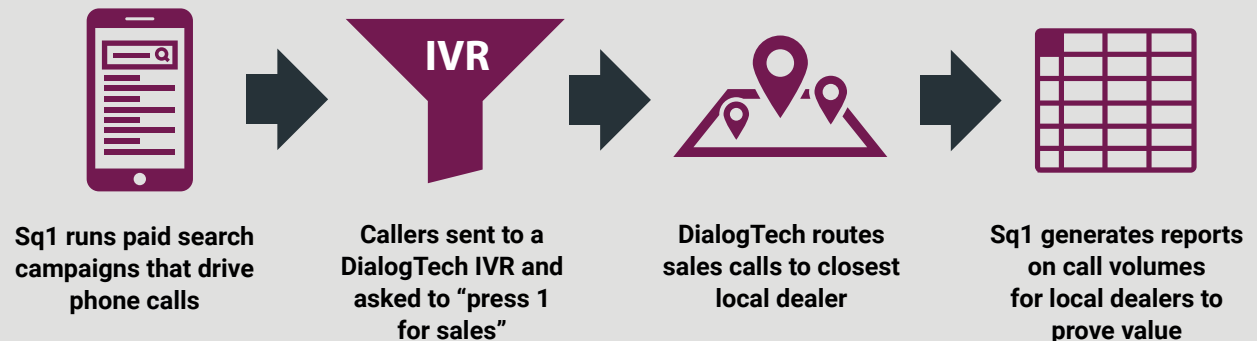 IVR
Sq1 runs paid search
campaigns that drive
phone calls
Callers sent to a
DialogTech IVR and
asked to “press 1
for sales”
DialogTech routes
sales calls to closest
local dealer
Sq1 generates reports
on call volumes
for local dealers to
prove value